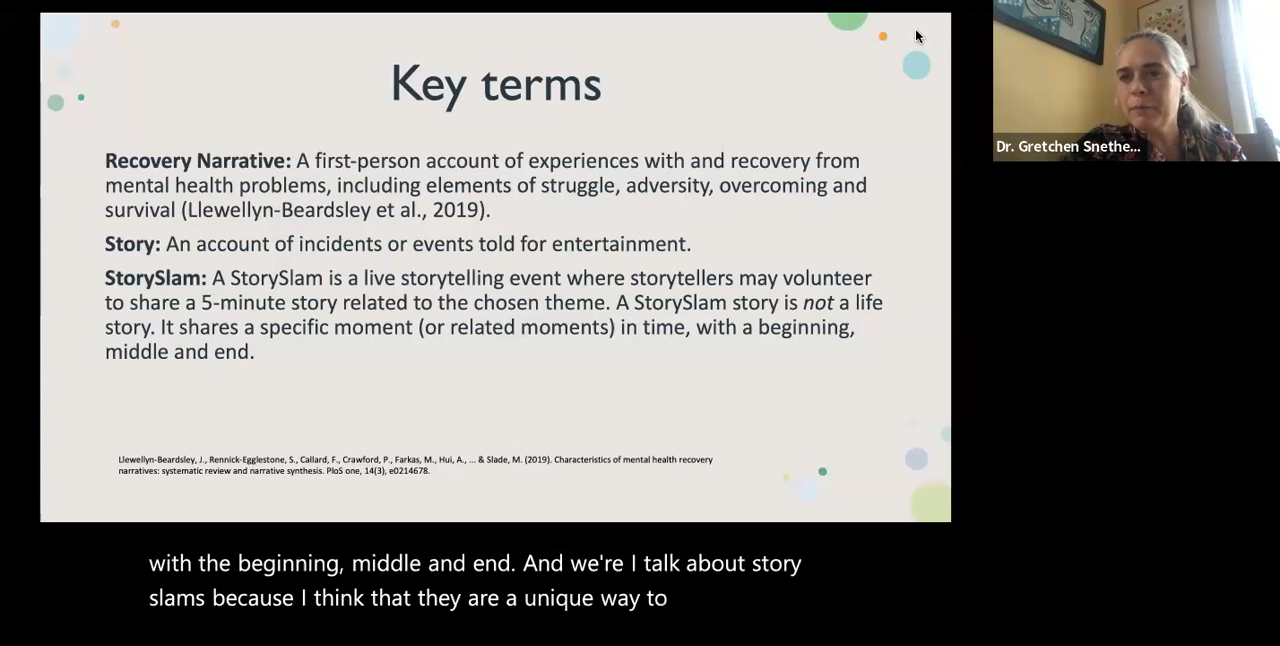 Key terms
Recovery Narrative: A first-person account of experiences with and recovery from
mental health problems, including elements of struggle, adversity, overcoming and
survival (Llewellyn-Beardsley et al., 2019).
Story: An account of incidents or events told for entertainment.
StorySlam: A StorySlam is a live storytelling event where storytellers may volunteer
to share a 5-minute story related to the chosen theme. A StorySlam story is not a life
story. It shares a specific moment (or related moments) in time, with a beginning,
middle and end.
Llewellyn-Beardsley, J., Rennick-Egglestone, S., Callard, F., Crawford, P., Farkas, M., Hui, A., ... & Slade, M. (2019). Characteristics of mental health recovery
narratives: systematic review and narrative synthesis. PloS one, 14(3), e0214678.
Dr. Gretchen Snethe...
with the beginning, middle and end. And we're I talk about story
slams because I think that they are a unique way to